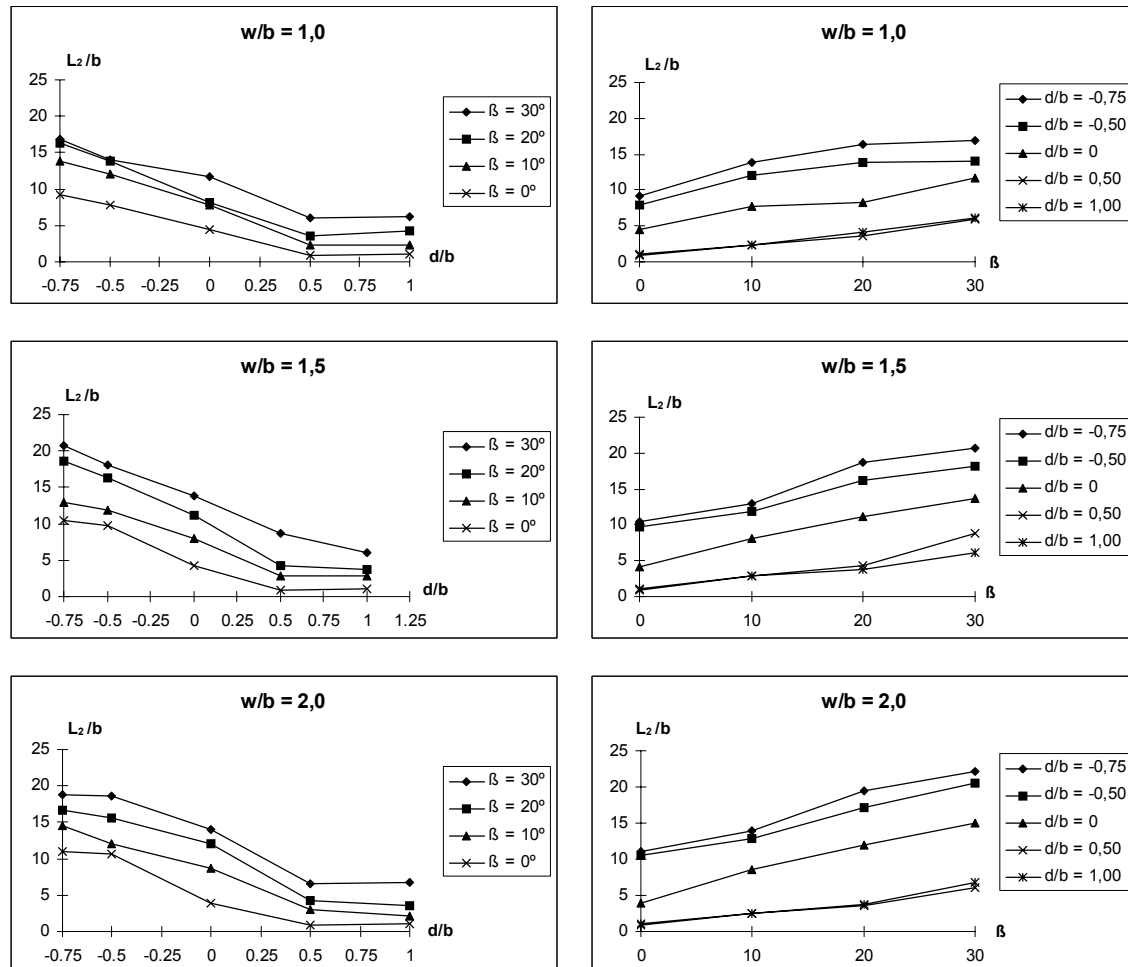 w/b = 1,0
L₂/b
25
20
15
10
5
0
-0.75 -0.5 -0.25 0 0.25 0.5 0.75 1
d/b
ß = 30º
ß = 20º
ß = 10º
ß = 0º
w/b = 1,0
L₂/b
25
20
15
10
5
0
0 10 20 30
ß
d/b = -0,75
d/b = -0,50
d/b = 0
d/b = 0,50
d/b = 1,00
w/b = 1,5
L₂/b
25
20
15
10
5
0
-0.75 -0.5 -0.25 0 0.25 0.5 0.75 1 1.25
d/b
ß = 30º
ß = 20º
ß = 10º
ß = 0º
w/b = 1,5
L₂/b
25
20
15
10
5
0
0 10 20 30
ß
d/b = -0,75
d/b = -0,50
d/b = 0
d/b = 0,50
d/b = 1,00
w/b = 2,0
L₂/b
25
20
15
10
5
0
-0.75 -0.5 -0.25 0 0.25 0.5 0.75 1
d/b
ß = 30º
ß = 20º
ß = 10º
ß = 0º
w/b = 2,0
L₂/b
25
20
15
10
5
0
0 10 20 30
ß
d/b = -0,75
d/b = -0,50
d/b = 0
d/b = 0,50
d/b = 1,00